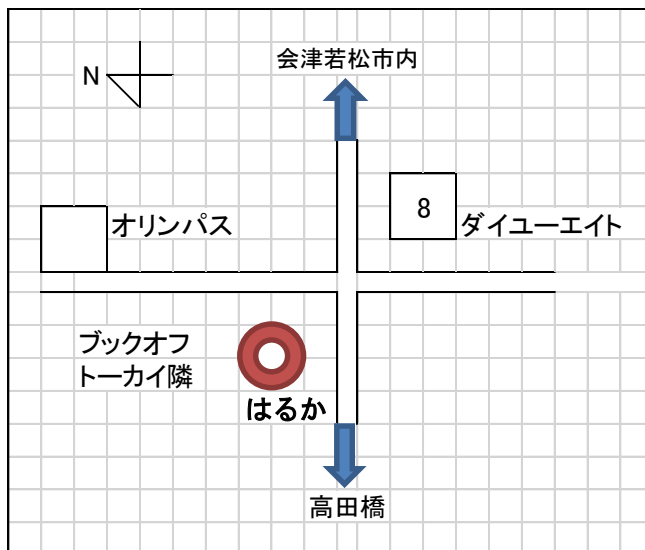 会津若松市内
N
8
オリンパス
ダイユーエイト
ブックオフ
トーカイ隣
はるか
高田橋